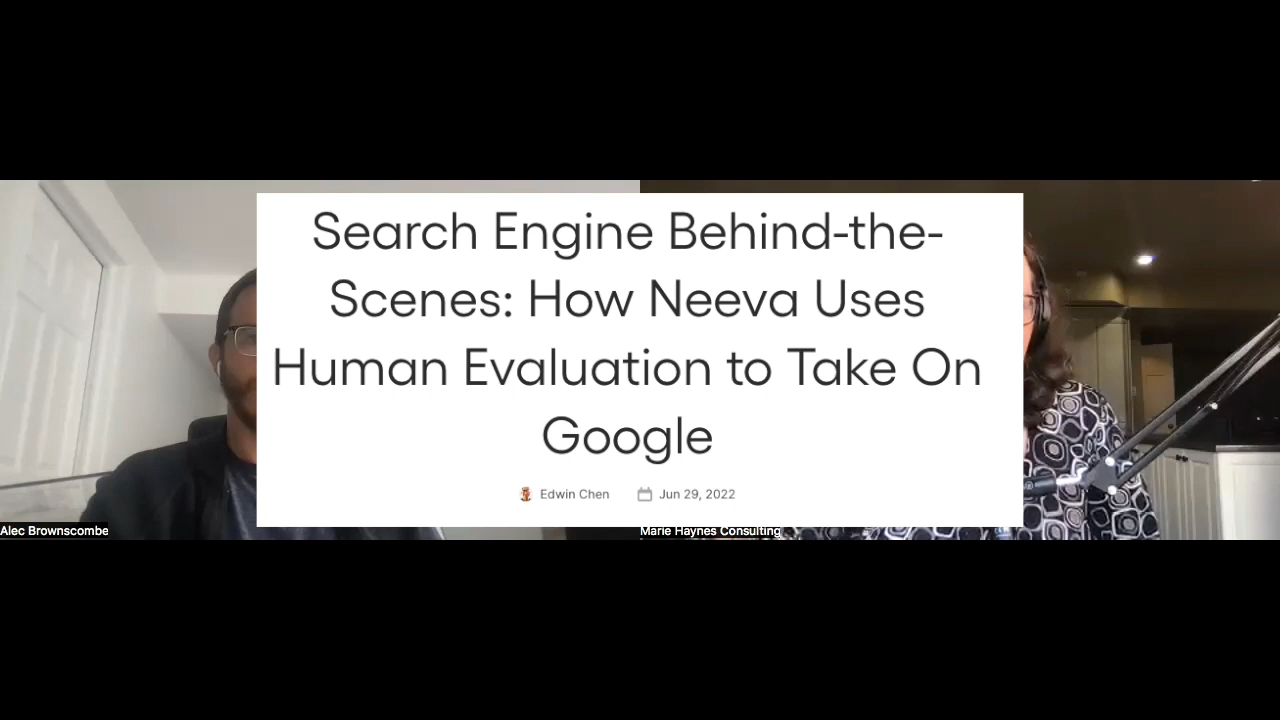 Search Engine Behind-the-
Scenes: How Neeva Uses
Human Evaluation to Take On
Google
Edwin Chen Jun 29, 2022
Alec Brownscombe
Marie Haynes Consulting